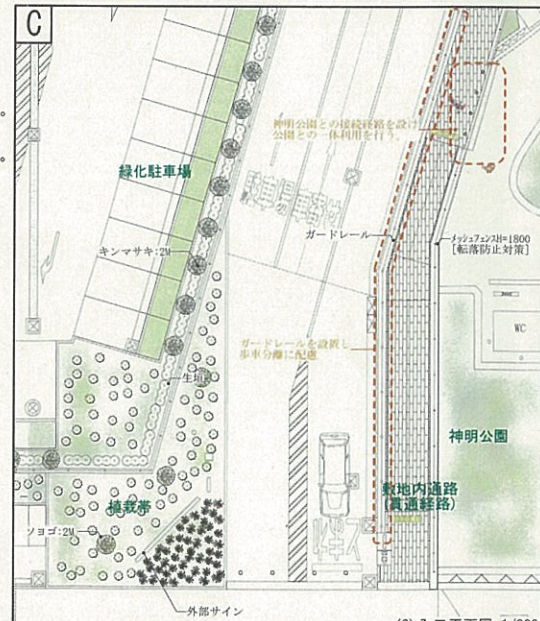 C
神明公園との接続経路を設け
公園との一体利用を行う。
緑化駐車場
ガードレール
メッシュフェンスH=1800
[転落防止対策]
キンマサキ:2M
WC
ガードレールを設置し
歩車分離に配慮
生垣
神明公園
敷地内通路
(貫通経路)
植栽帯
ソヨゴ:2M
外部サイン